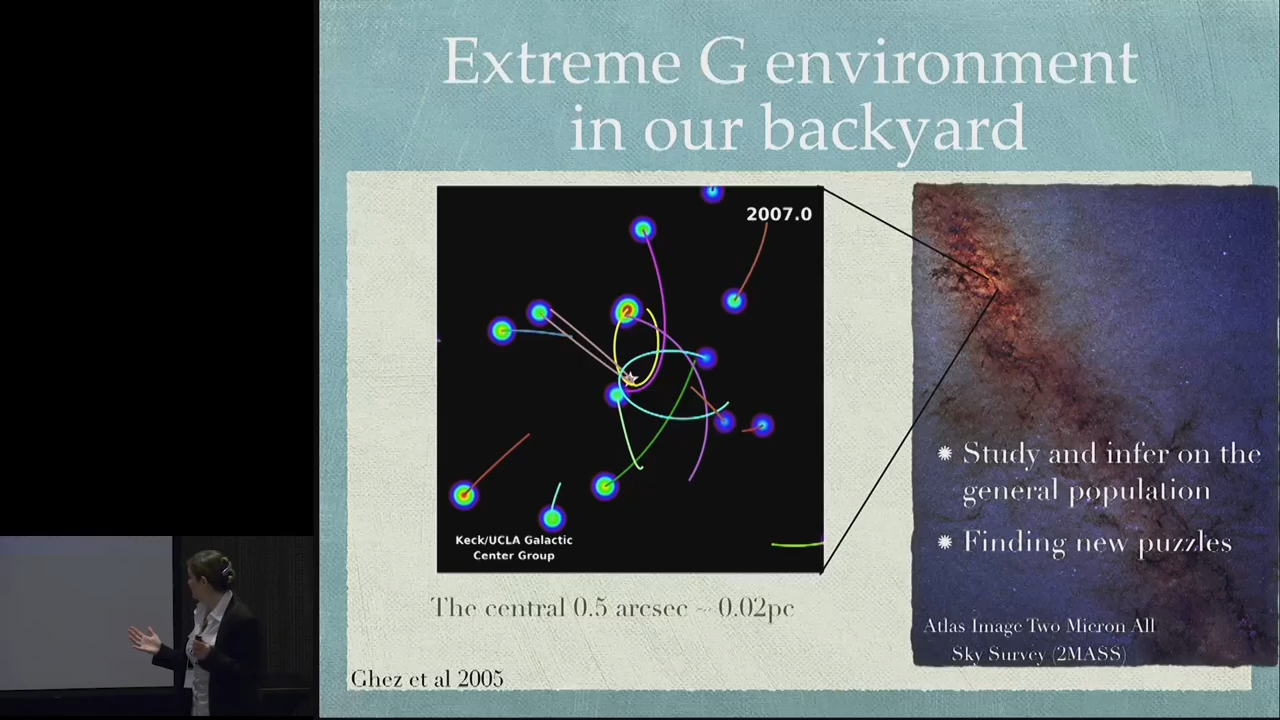 Extreme G environment
in our backyard
2007.0
Keck/UCLA Galactic
Center Group
The central 0.5 arcsec ~ 0.02pc
Ghez et al 2005
✹ Study and infer on the
general population
✹ Finding new puzzles
Atlas Image Two Micron All
Sky Survey (2MASS)